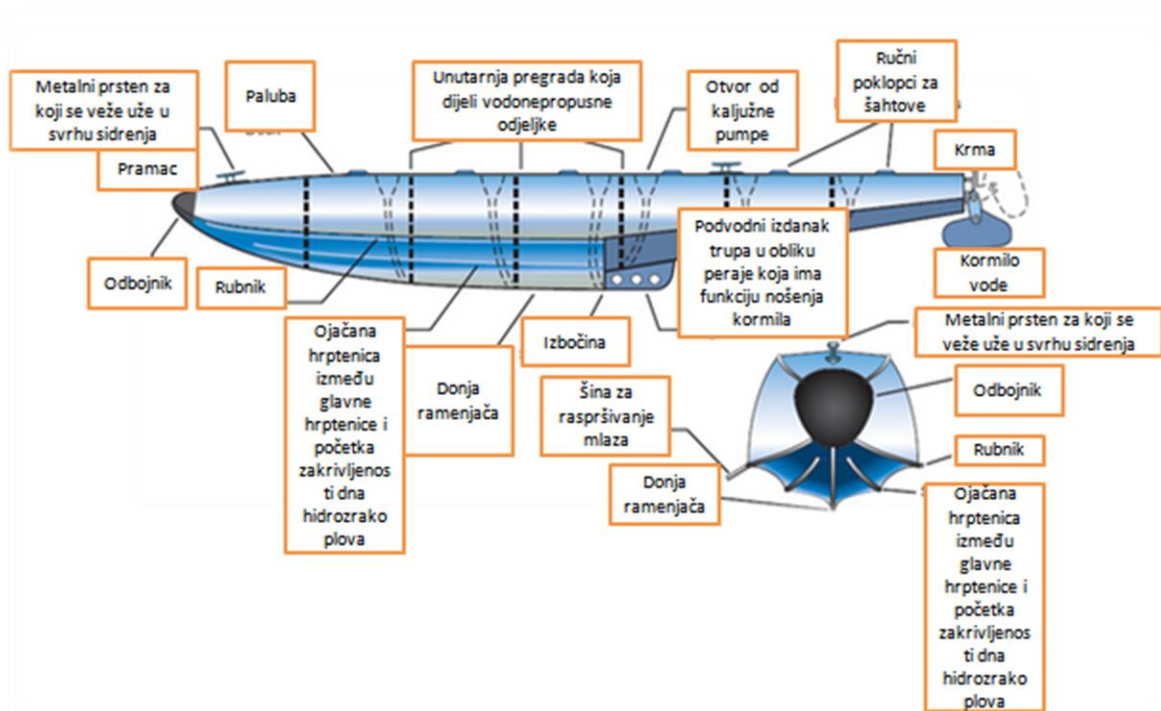 Metalni prsten za
koji se veže uže u
svrhu sidrenja
Pramac
Paluba
Unutarnja pregrada koja
dijeli vodonepropusne
odjeljke
Otvor od
kaljužne
pumpe
Ručni
poklopci za
šahtove
Krma
Odbojnik
Rubnik
Ojačana
hrptenica
između
glavne
hrptenice i
početka
zakrivljenos
ti dna
hidrozrako
plova
Donja
ramenjača
Izbočina
Podvodni izdanak
trupa u obliku
peraje koja ima
funkciju nošenja
kormila
Kormilo
vode
Metalni prsten za koji se
veže uže u svrhu sidrenja
Šina za
raspršivanje
mlaza
Odbojnik
Donja
ramenjača
Rubnik
Ojačana
hrptenica
između
glavne
hrptenice i
početka
zakrivljenos
ti dna
hidrozrako
plova